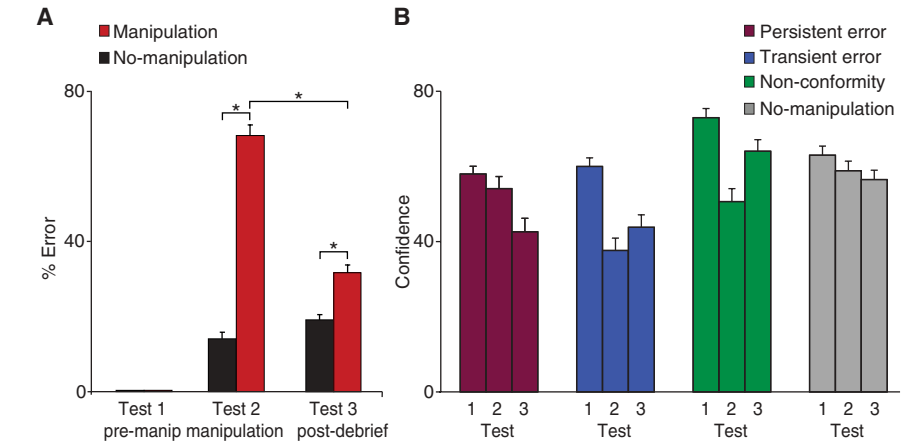 A
Manipulation
No-manipulation
80
40
0
% Error
*
*
*
Test 1
pre-manip
Test 2
manipulation
Test 3
post-debrief
B
Persistent error
Transient error
Non-conformity
No-manipulation
80
40
0
Confidence
1 2 3
Test
1 2 3
Test
1 2 3
Test
1 2 3
Test